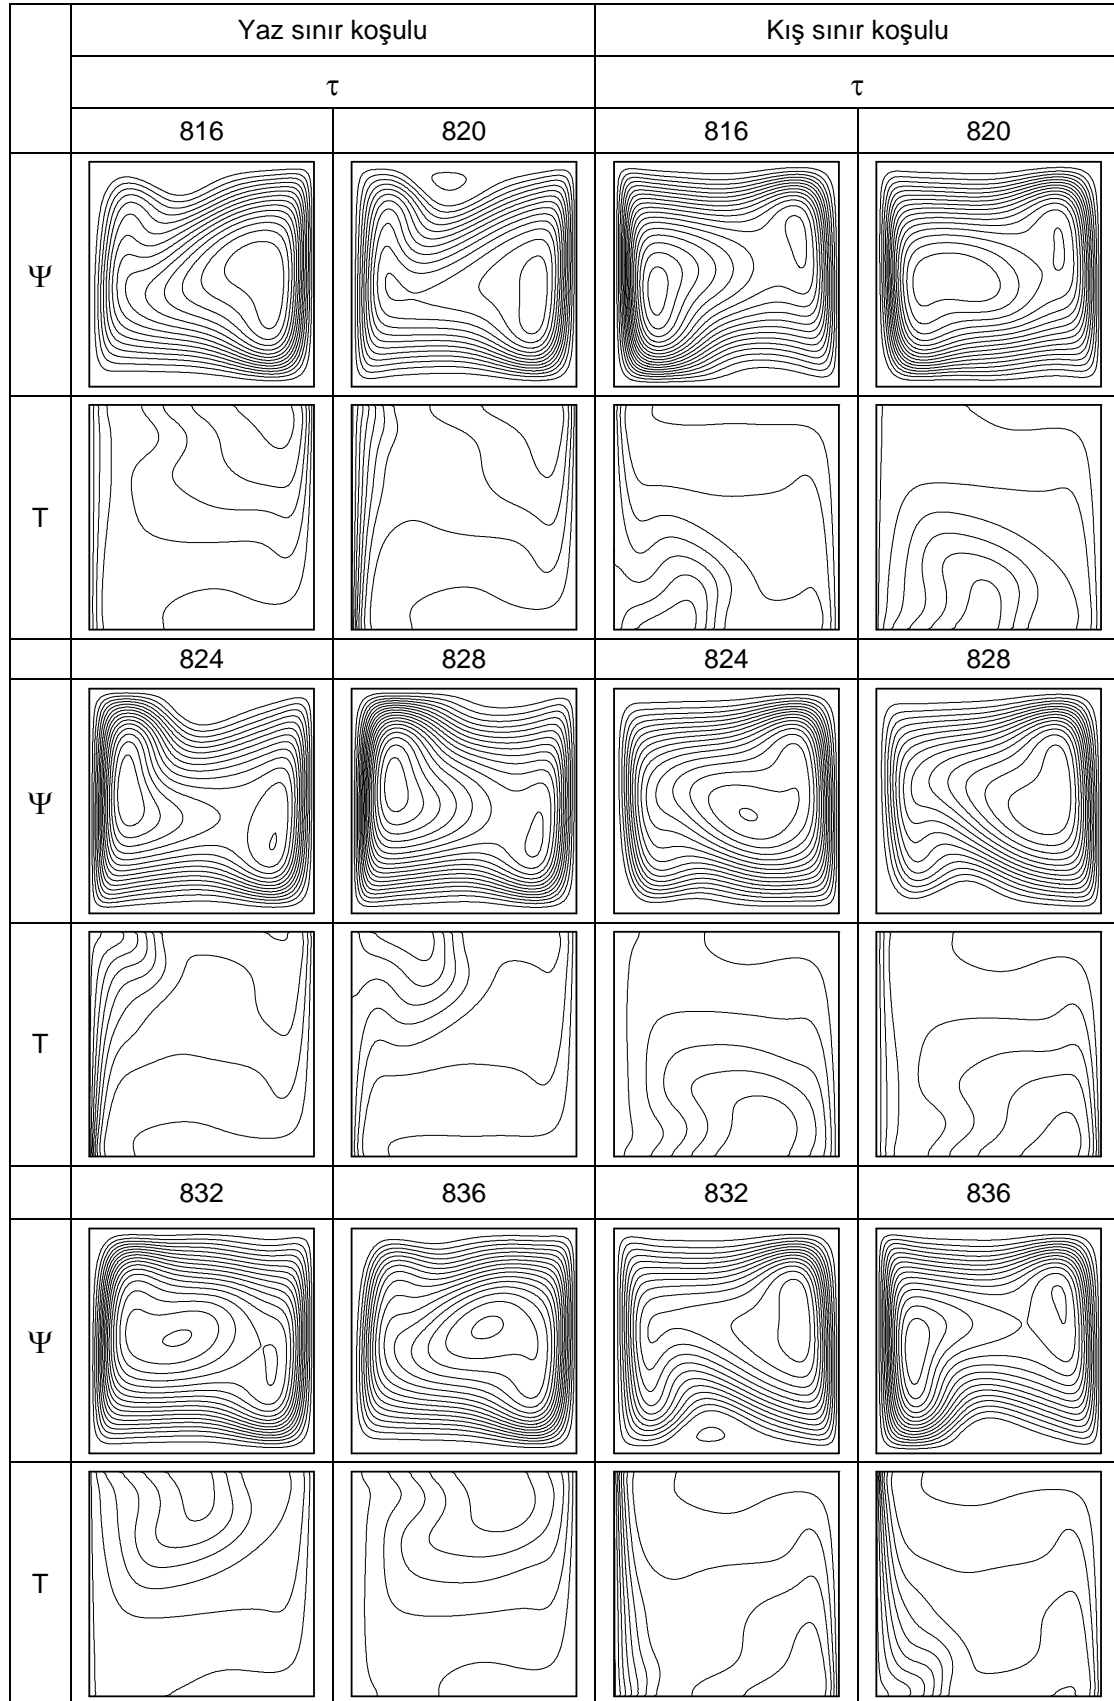 Yaz sınır koşulu Kış sınır koşulu
τ τ
816 820 816 820
Ψ
T
824 828 824 828
Ψ
T
832 836 832 836
Ψ
T